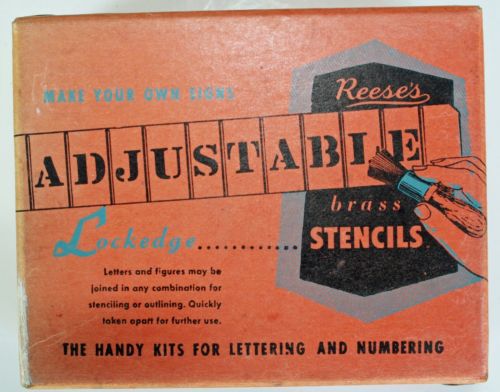 MAKE YOUR OWN SIGNS
Reese's
ADJUSTABLE
brass
Lockedge............ STENCILS
Letters and figures may be
joined in any combination for
stenciling or outlining. Quickly
taken apart for further use.
THE HANDY KITS FOR LETTERING AND NUMBERING